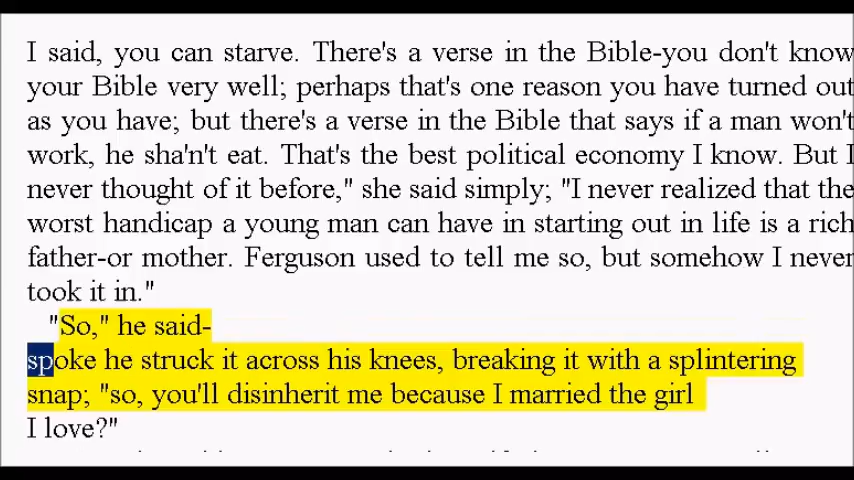 I said, you can starve. There's a verse in the Bible-you don't know
your Bible very well; perhaps that's one reason you have turned out
as you have; but there's a verse in the Bible that says if a man won't
work, he sha'n't eat. That's the best political economy I know. But I
never thought of it before," she said simply; "I never realized that the
worst handicap a young man can have in starting out in life is a rich
father-or mother. Ferguson used to tell me so, but somehow I never
took it in."
"So," he said-
spoke he struck it across his knees, breaking it with a splintering
snap; "so, you'll disinherit me because I married the girl
I love?"